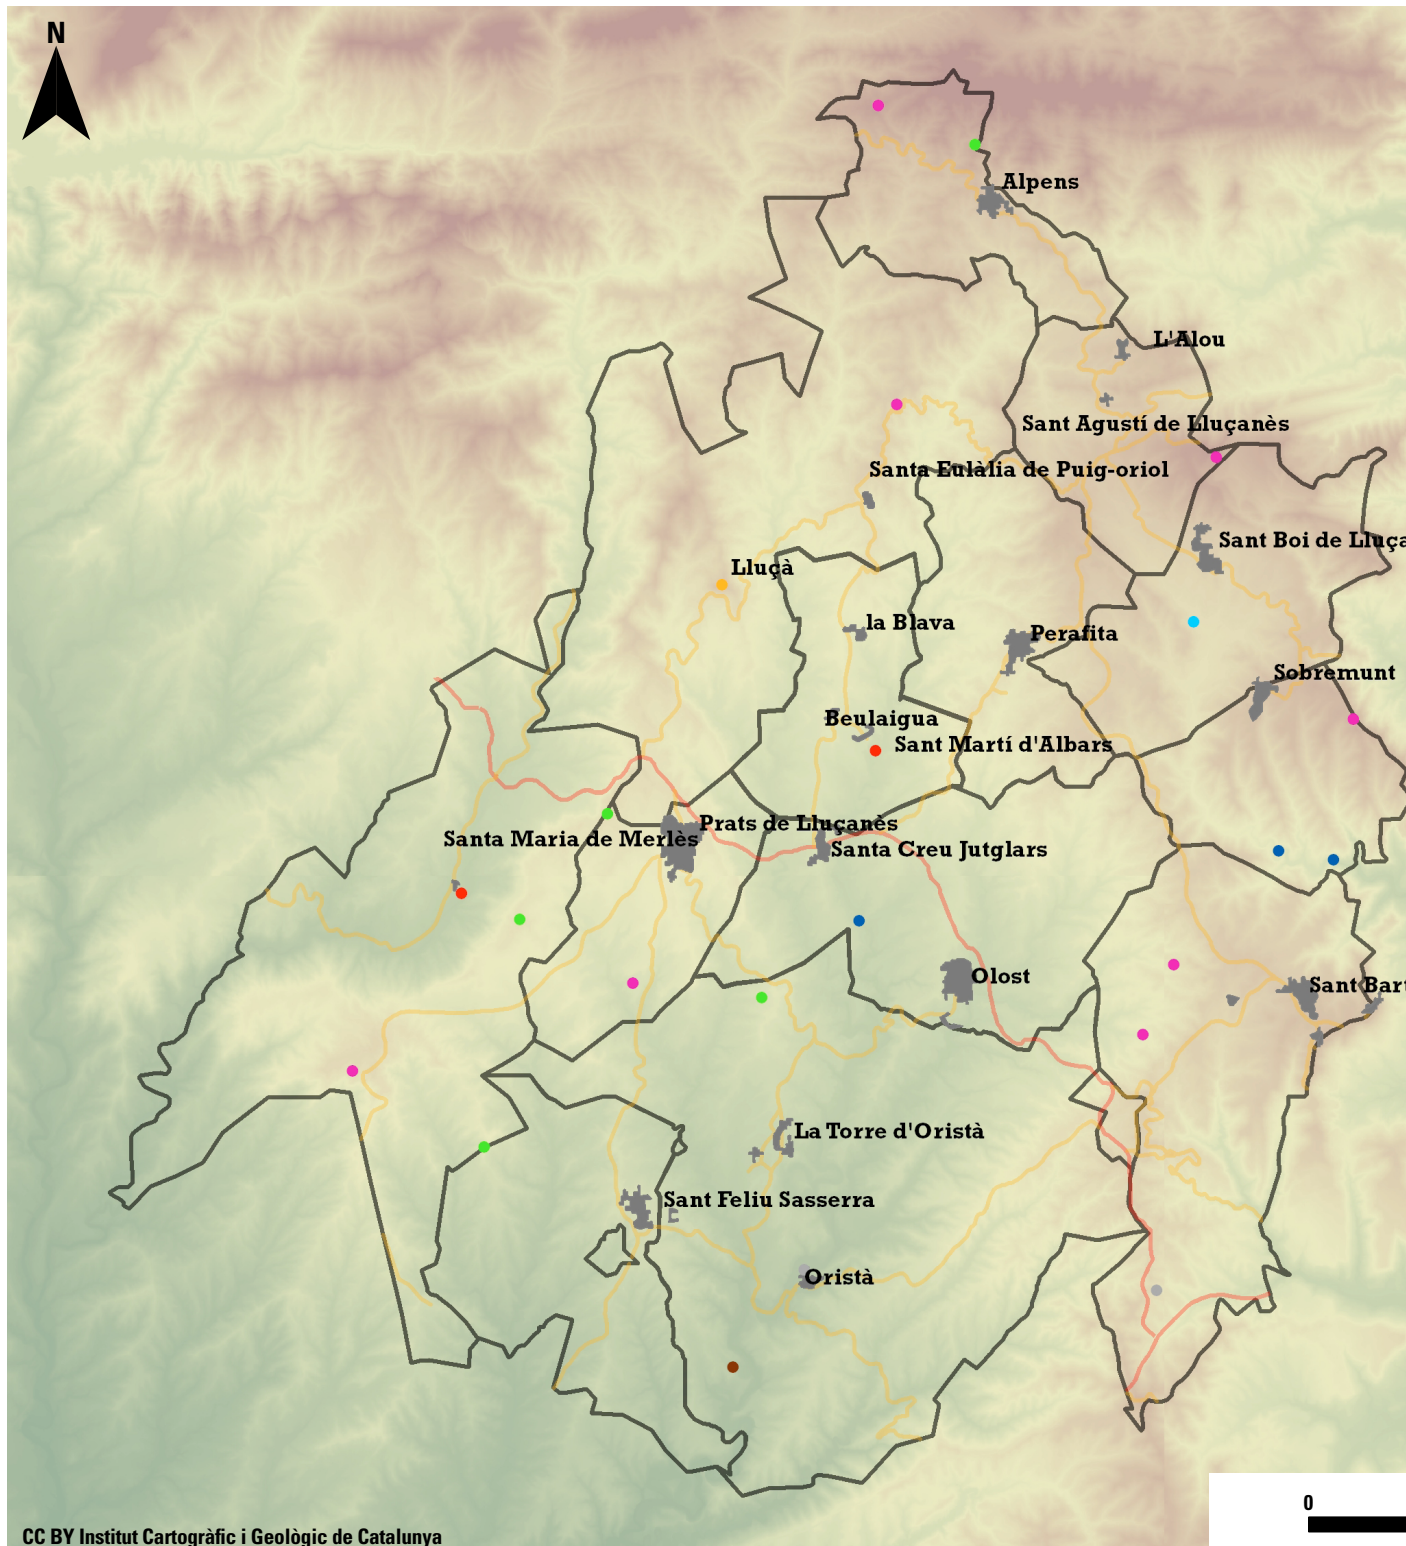 N
Alpens
L'Alou
Sant Agustí de Lluçanès
Santa Eulàlia de Puig-oriol
Sant Boi de Lluça
Lluçà
la Blava
Perafita
Sobremunt
Beulaigua
Sant Martí d'Albars
Prats de Lluçanès
Santa Maria de Merlès
Santa Creu Jutglars
Olost
Sant Bart
La Torre d'Oristà
Sant Feliu Sasserra
Oristà
0
CC BY Institut Cartogràfic i Geològic de Catalunya